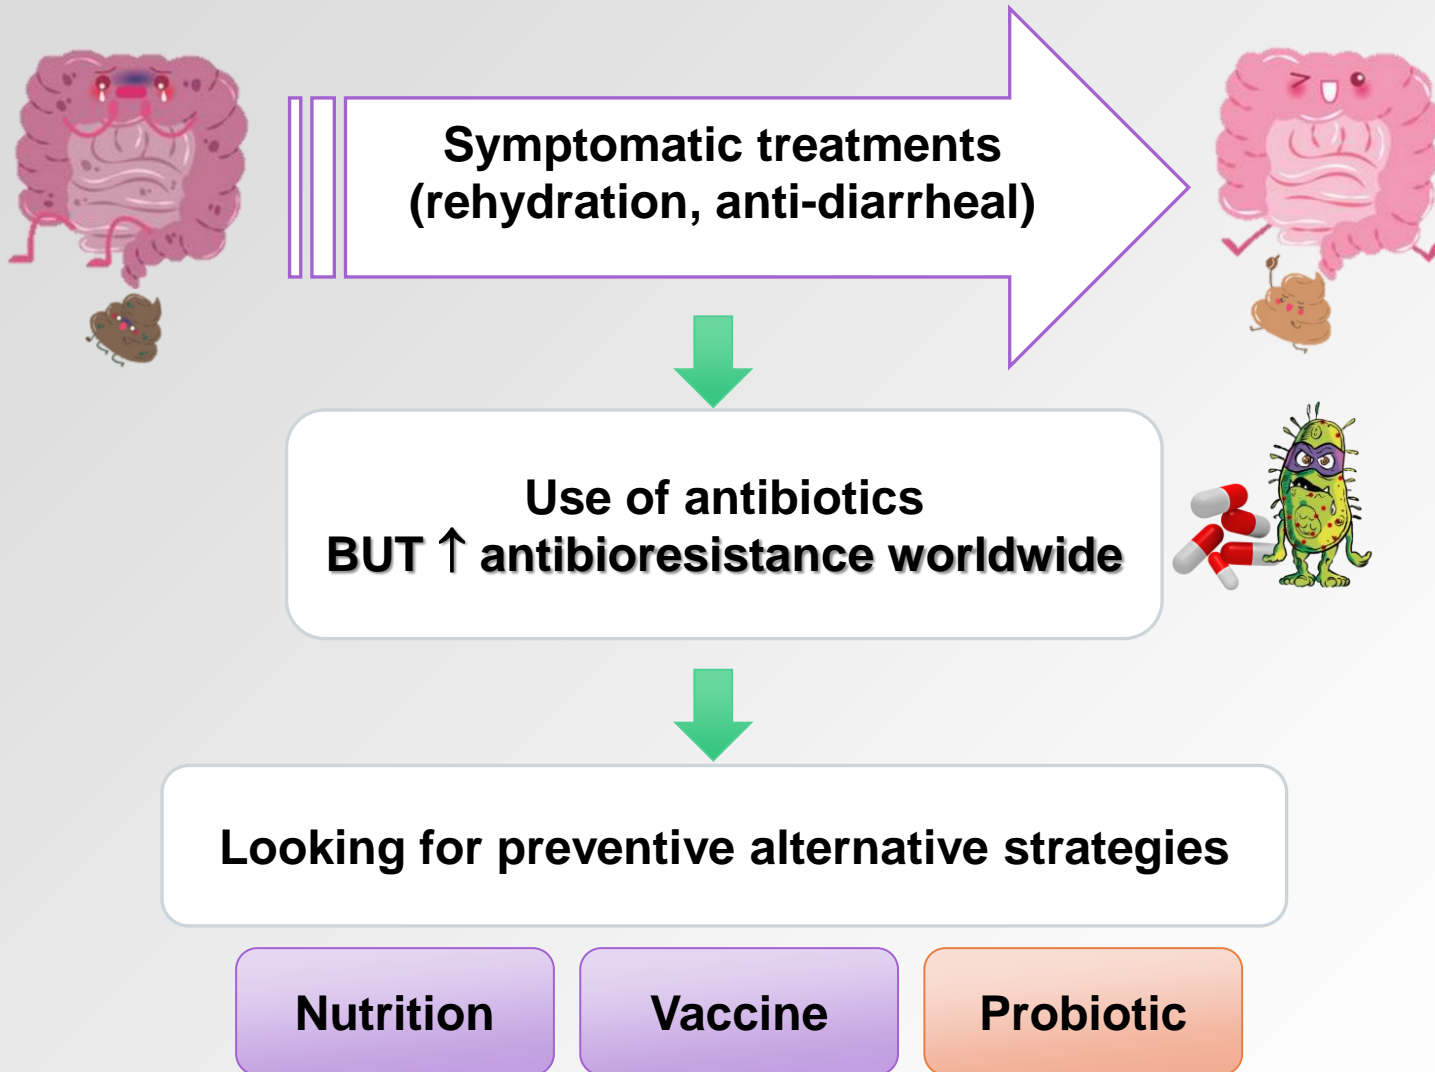 Symptomatic treatments
(rehydration, anti-diarrheal)
Use of antibiotics
BUT ↑ antibioresistance worldwide
Looking for preventive alternative strategies
Nutrition
Vaccine
Probiotic